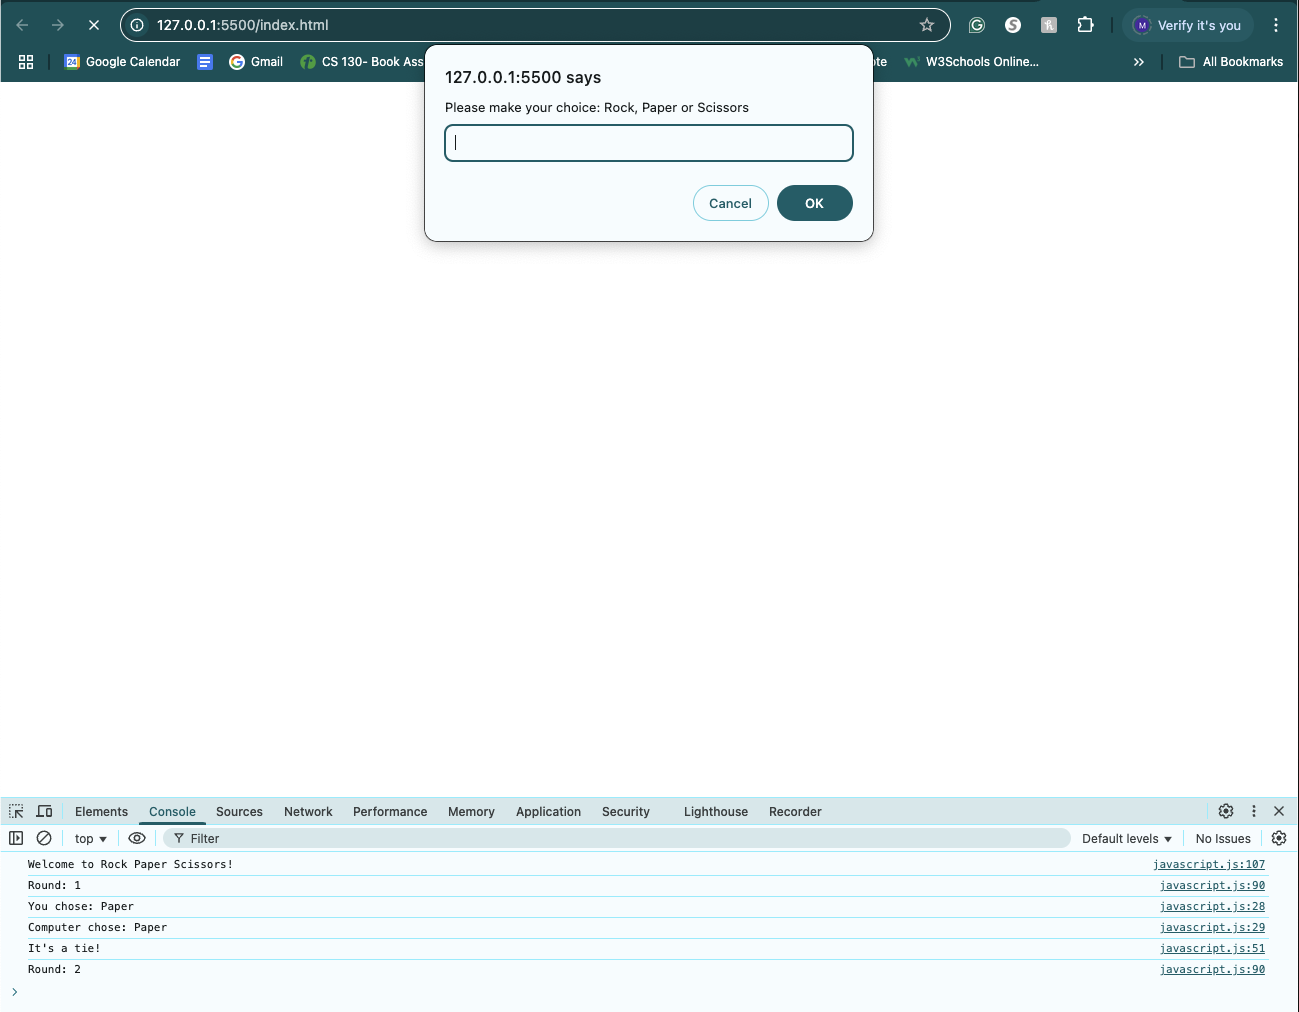 127.0.0.1:5500/index.html
Verify it's you
Google Calendar
Gmail
CS 130- Book Ass
ote
W3Schools Online...
All Bookmarks
127.0.0.1:5500 says
Please make your choice: Rock, Paper or Scissors
Cancel
OK
Elements Console Sources Network Performance Memory Application Security Lighthouse Recorder
top
Filter
Default levels
No Issues
Welcome to Rock Paper Scissors! javascript.js:107
Round: 1 javascript.js:90
You chose: Paper javascript.js:28
Computer chose: Paper javascript.js:29
It's a tie! javascript.js:51
Round: 2 javascript.js:90